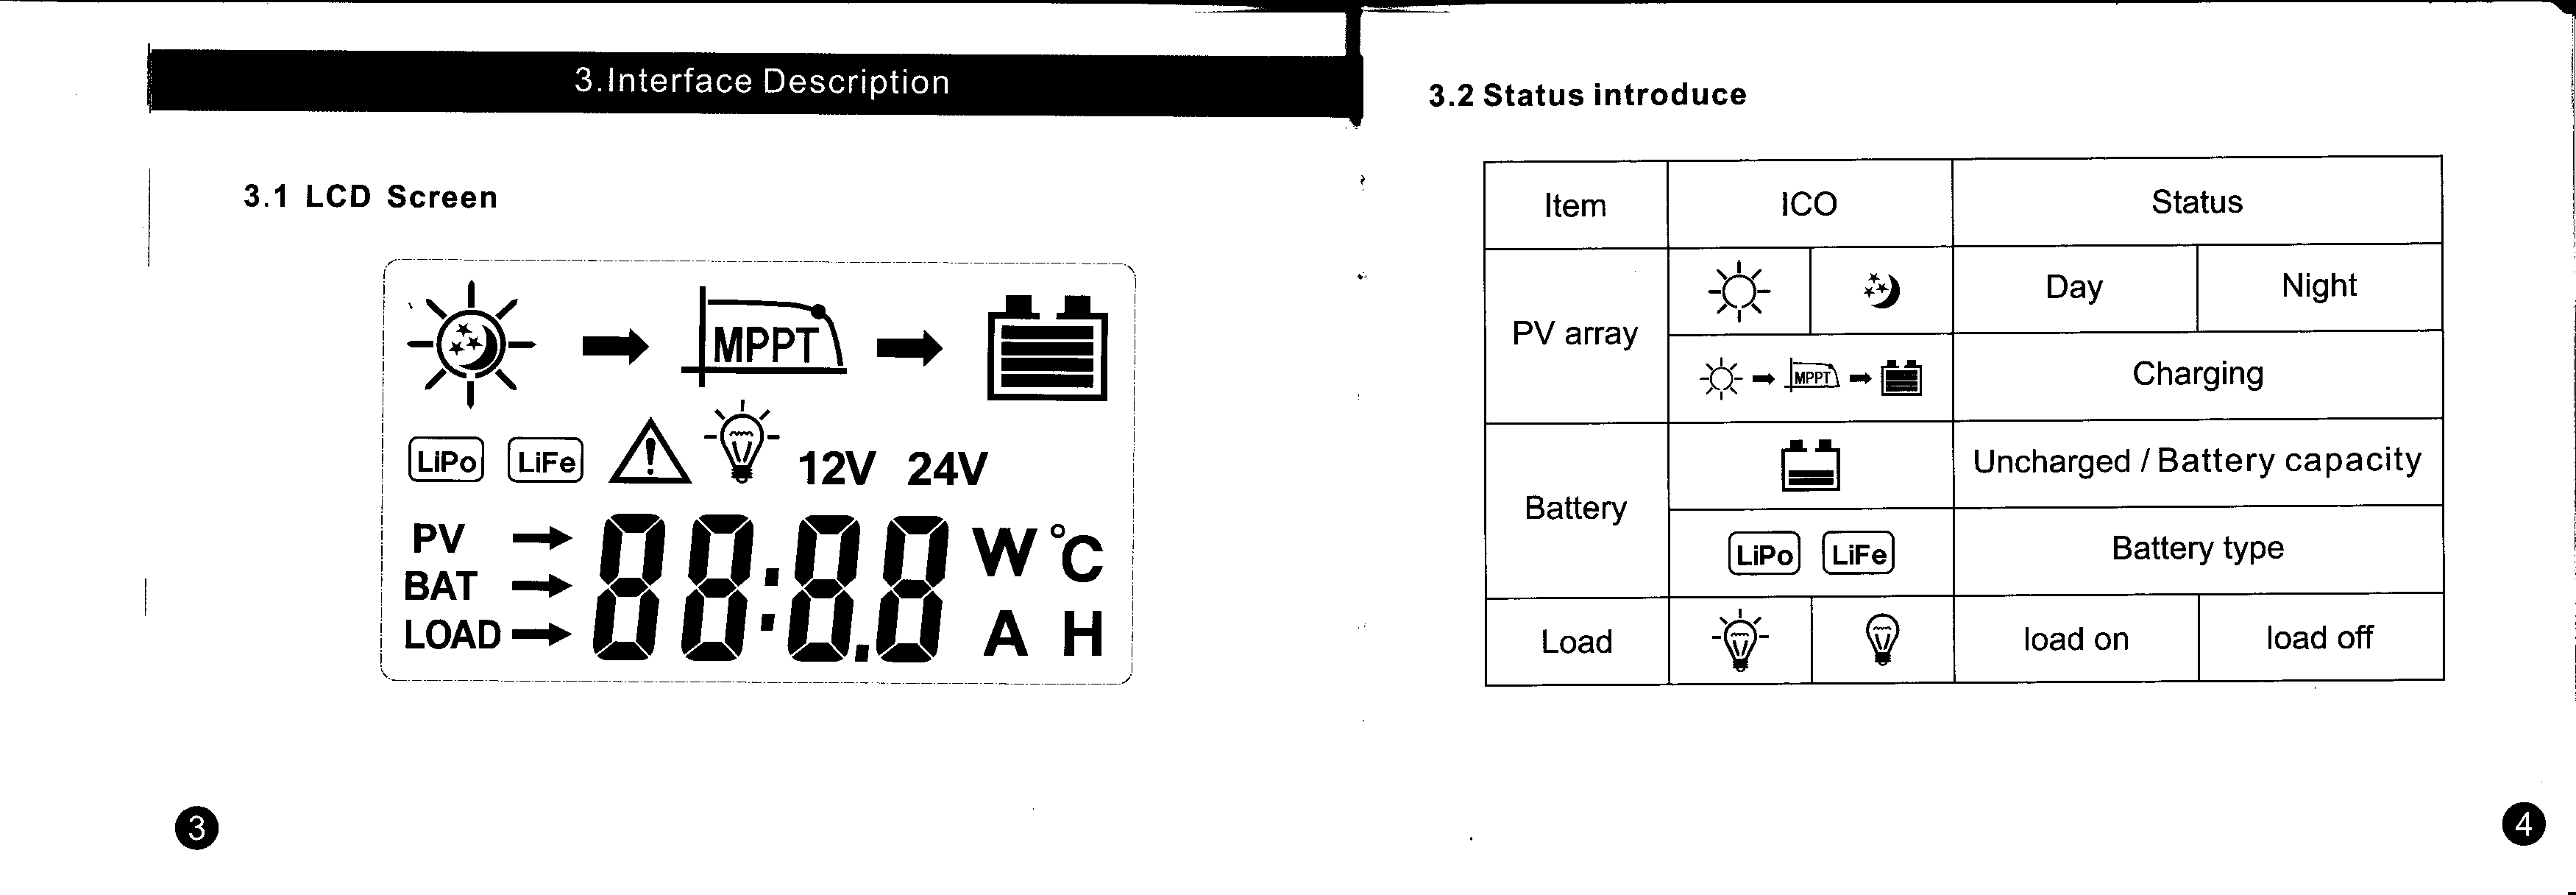 3.Interface Description
3.1 LCD Screen
MPPT
LiPo LiFe 12V 24V
PV 88:88.8 W °C
BAT
LOAD A H
3
3.2 Status introduce
Item ICO Status
PV array Day Night
MPPT Charging
Battery Uncharged / Battery capacity
LiPo LiFe Battery type
Load load on load off
4